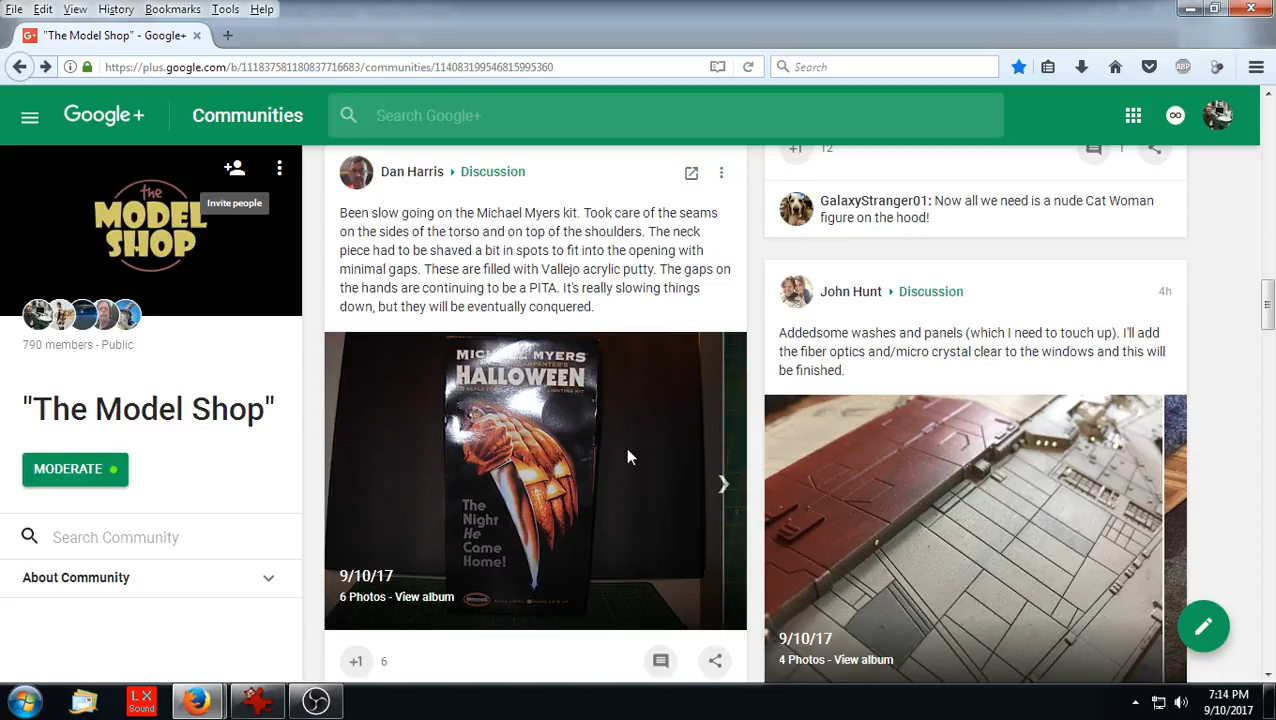 File Edit View History Bookmarks Tools Help
"The Model Shop" - Google+
https://plus.google.com/b/111837581180837716683/communities/114083199546815995360
Search
ABP
Google+ Communities Search Google+
the
MODEL
SHOP
Invite people
790 members - Public
"The Model Shop"
MODERATE
Search Community
About Community
Dan Harris Discussion
Been slow going on the Michael Myers kit. Took care of the seams
on the sides of the torso and on top of the shoulders. The neck
piece had to be shaved a bit in spots to fit into the opening with
minimal gaps. These are filled with Vallejo acrylic putty. The gaps on
the hands are continuing to be a PITA. It's really slowing things
down, but they will be eventually conquered.
MICHAEL MYERS
HALLOWEEN
The
Night
He
Came
Home!
9/10/17
6 Photos - View album
+1 6
+1 12 1
GalaxyStranger01: Now all we need is a nude Cat Woman
figure on the hood!
John Hunt Discussion 4h
Addedsome washes and panels (which I need to touch up). I'll add
the fiber optics and/micro crystal clear to the windows and this will
be finished.
9/10/17
4 Photos - View album
LX
Sound
7:14 PM
9/10/2017